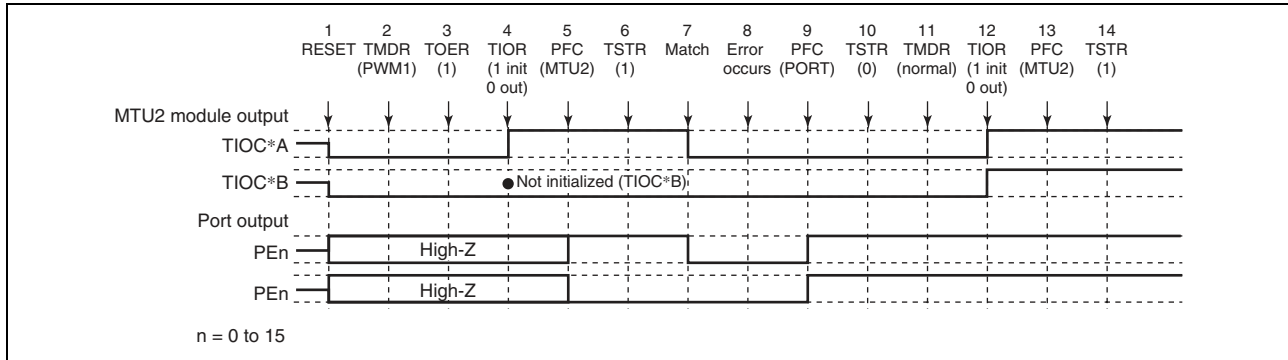 1 2 3 4 5 6 7 8 9 10 11 12 13 14
RESET TMDR TOER TIOR PFC TSTR Match Error PFC TSTR TMDR TIOR PFC TSTR
(PWM1) (1) (1 init (MTU2) (1) occurs (PORT) (0) (normal) (1 init (MTU2) (1)
0 out) 0 out)
MTU2 module output
TIOC*A
TIOC*B
Not initialized (TIOC*B)
Port output
PEn
High-Z
PEn
High-Z
n = 0 to 15